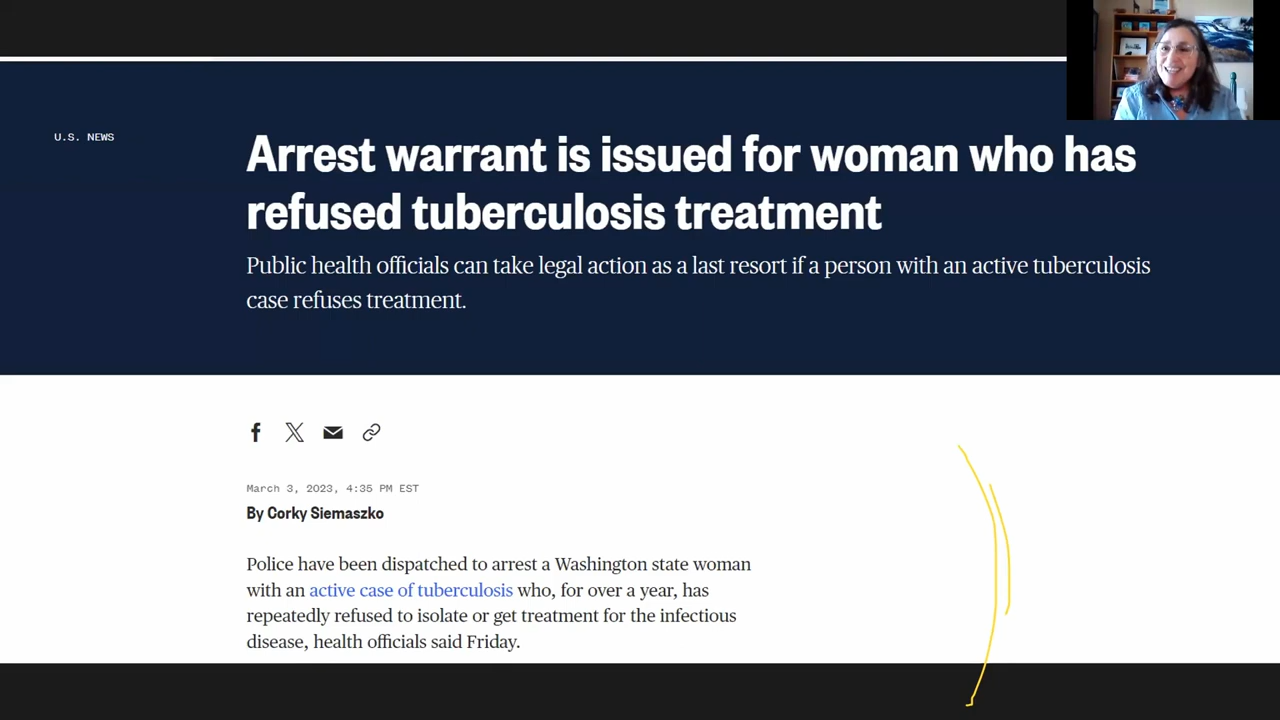 U.S. NEWS
Arrest warrant is issued for woman who has
refused tuberculosis treatment
Public health officials can take legal action as a last resort if a person with an active tuberculosis
case refuses treatment.
March 3, 2023, 4:35 PM EST
By Corky Siemaszko
Police have been dispatched to arrest a Washington state woman
with an active case of tuberculosis who, for over a year, has
repeatedly refused to isolate or get treatment for the infectious
disease, health officials said Friday.